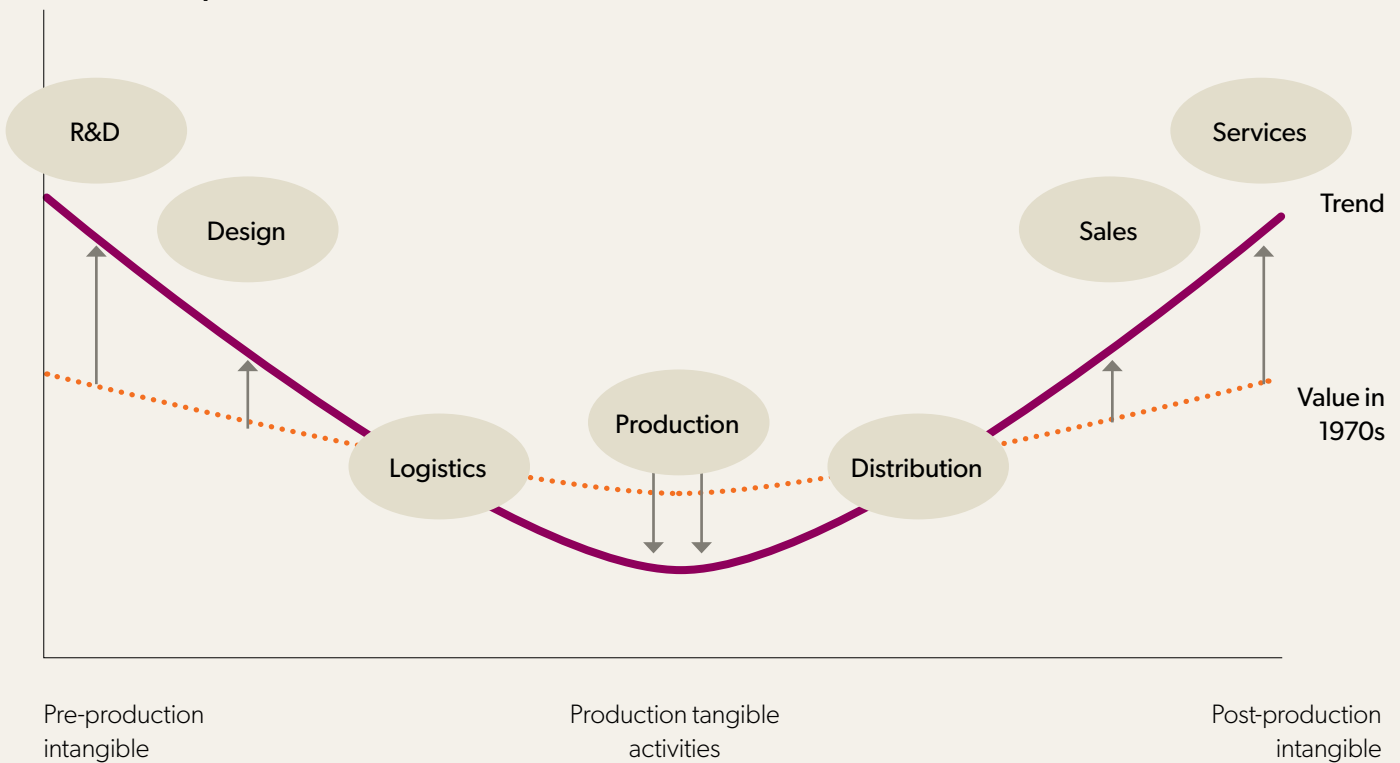 R&D
Services
Trend
Design
Sales
Value in
1970s
Production
Logistics
Distribution
Pre-production
intangible
Production tangible
activities
Post-production
intangible